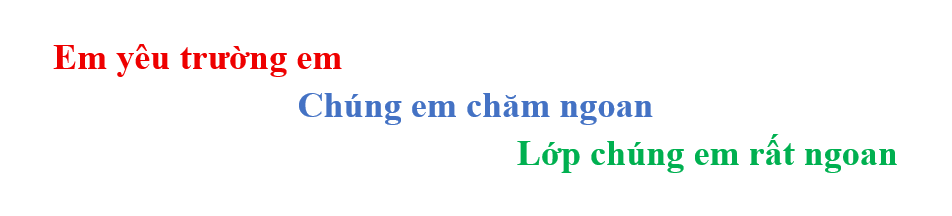 Em yêu trường em
Chúng em chăm ngoan
Lớp chúng em rất ngoan